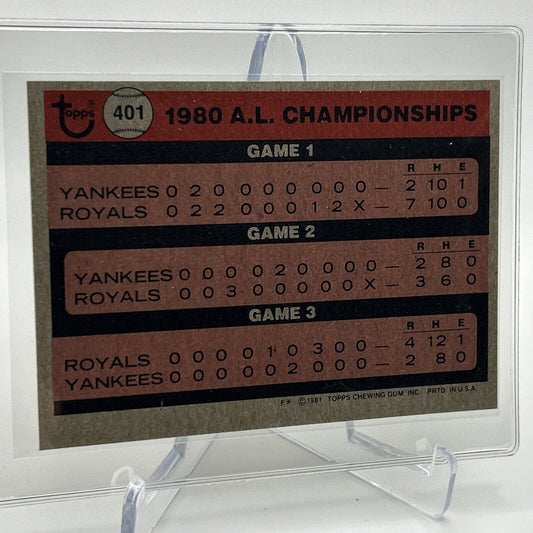 Topps® 401 1980 A.L. CHAMPIONSHIPS
GAME 1
R H E
YANKEES 0 2 0 0 0 0 0 0 0 — 2 10 1
ROYALS 0 2 2 0 0 0 1 2 X — 7 10 0
GAME 2
R H E
YANKEES 0 0 0 0 2 0 0 0 0 — 2 8 0
ROYALS 0 0 3 0 0 0 0 0 X — 3 6 0
GAME 3
R H E
ROYALS 0 0 0 0 1 0 3 0 0 — 4 12 1
YANKEES 0 0 0 0 0 2 0 0 0 — 2 8 0
F* ©1981 TOPPS CHEWING GUM, INC. PRTD. IN U.S.A.